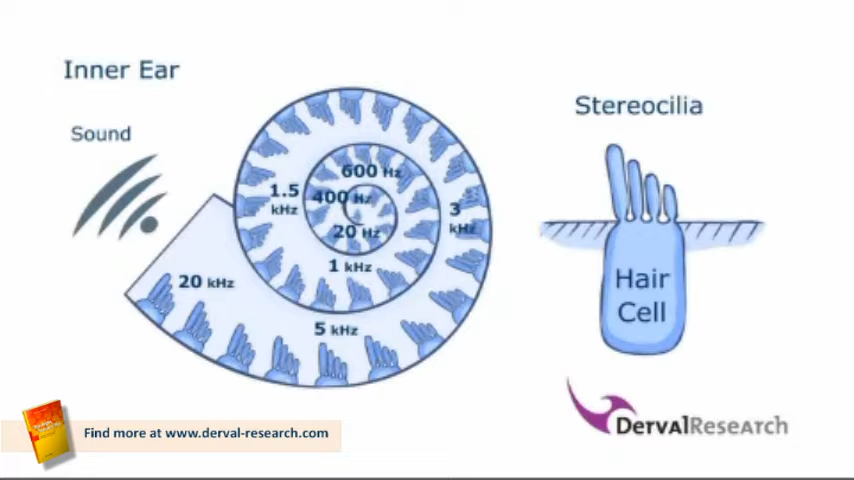 Inner Ear
Stereocilia
Sound
600 Hz
1.5
kHz
400 Hz
3
kHz
20 Hz
1 kHz
20 kHz
5 kHz
Hair
Cell
DervalResearch
Find more at www.derval-research.com